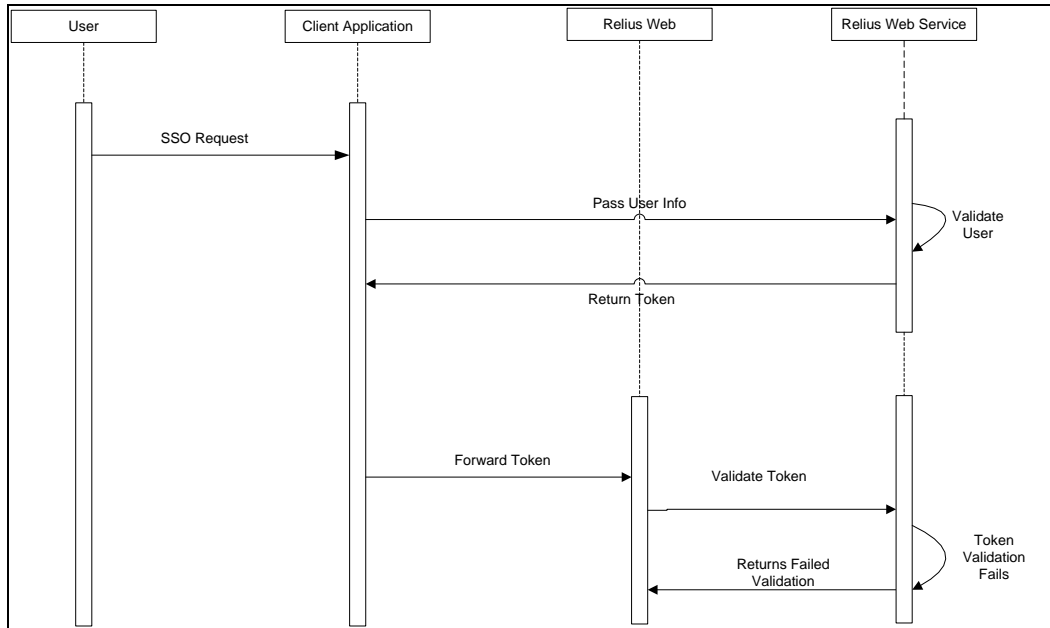 User
Client Application
Relius Web
Relius Web Service
SSO Request
Pass User Info
Validate
User
Return Token
Forward Token
Validate Token
Token
Validation
Fails
Returns Failed
Validation